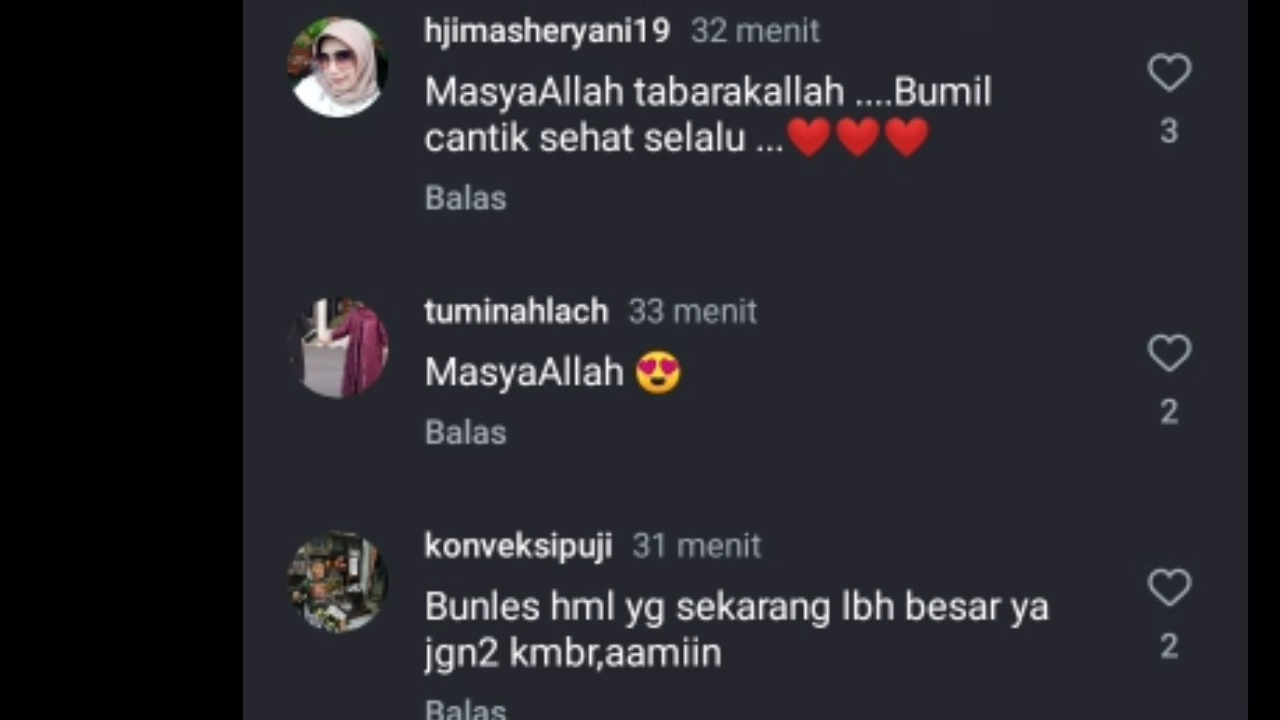 hjimasheryani19 32 menit
MasyaAllah tabarakallah ....Bumil
cantik sehat selalu ...❤️❤️❤️
3
Balas
tuminahlach 33 menit
MasyaAllah 😍
2
Balas
konveksipuji 31 menit
Bunles hml yg sekarang lbh besar ya
jgn2 kmbr,aamiin
2
Balas